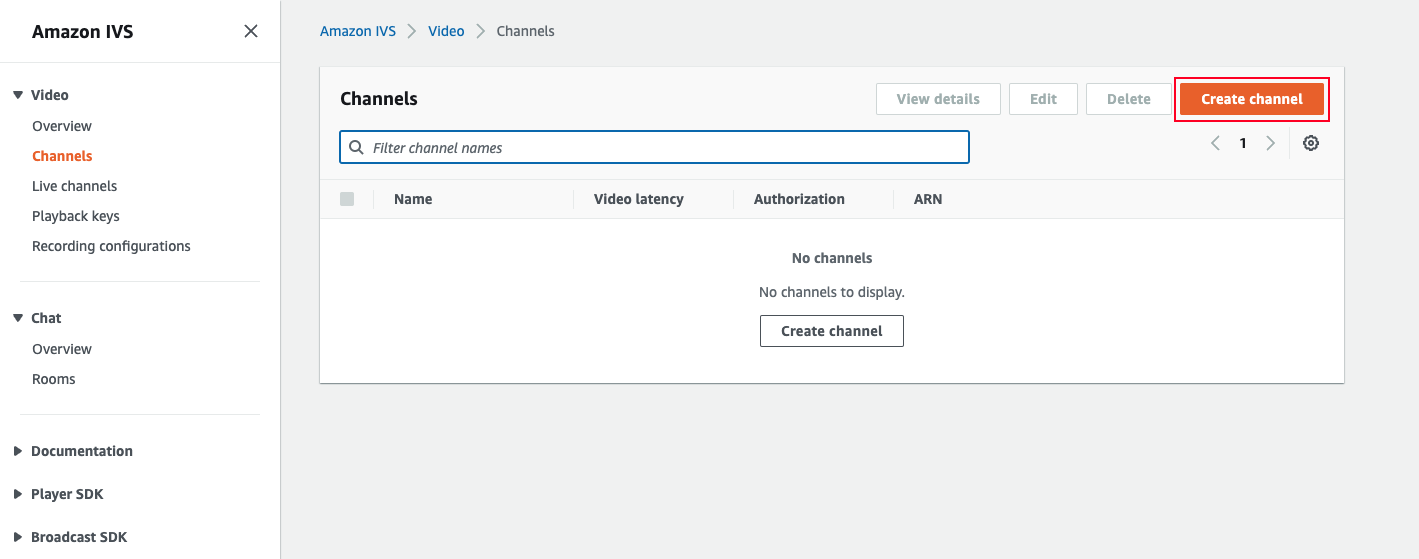 Amazon IVS
Video
Overview
Channels
Live channels
Playback keys
Recording configurations
Chat
Overview
Rooms
Documentation
Player SDK
Broadcast SDK
Amazon IVS Video Channels
Channels View details Edit Delete Create channel
Filter channel names 1
Name Video latency Authorization ARN
No channels
No channels to display.
Create channel